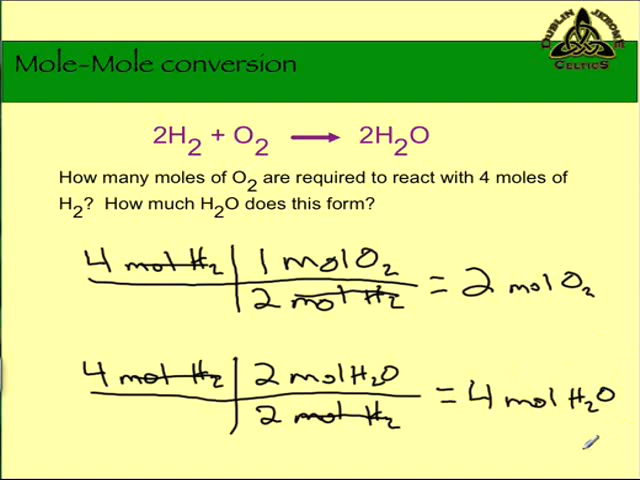 DUBLIN JEROME
CELTICS
Mole-Mole conversion
2H₂ + O₂ → 2H₂O
How many moles of O₂ are required to react with 4 moles of
H₂? How much H₂O does this form?
4 mol H₂ | 1 mol O₂
2 mol H₂ = 2 mol O₂
4 mol H₂ | 2 mol H₂O
2 mol H₂ = 4 mol H₂O